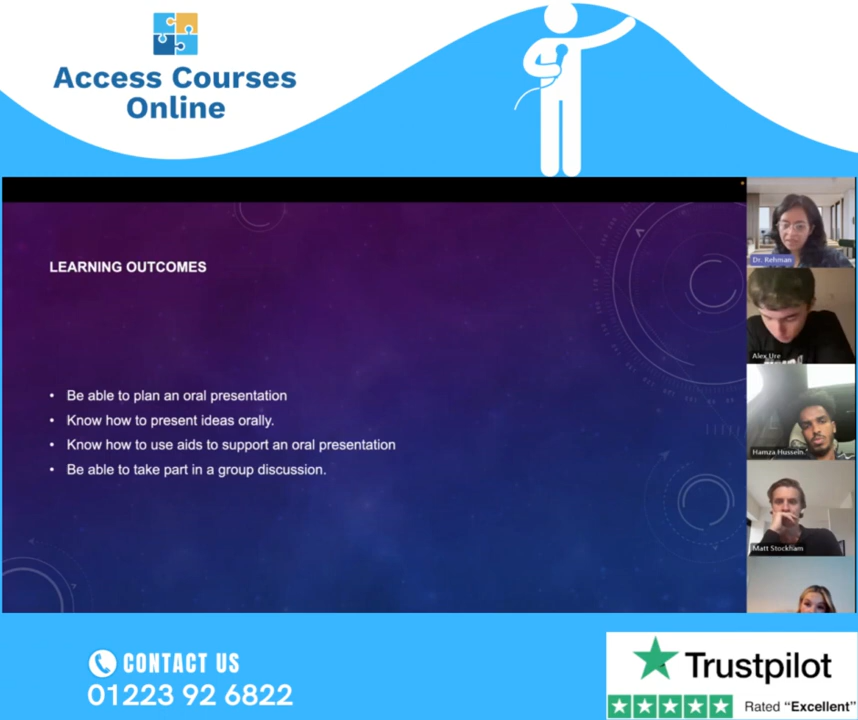 Access Courses
Online
LEARNING OUTCOMES
• Be able to plan an oral presentation
• Know how to present ideas orally.
• Know how to use aids to support an oral presentation
• Be able to take part in a group discussion.
Dr. Rehman
Alex Ure
Hamza Hussein
Matt Stockham
CONTACT US
01223 92 6822
Trustpilot
Rated “Excellent”